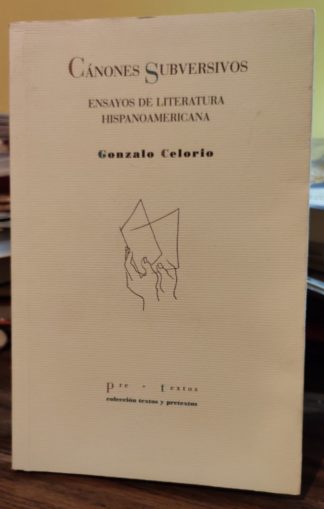 CÁNONES SUBVERSIVOS
ENSAYOS DE LITERATURA
HISPANOAMERICANA
Gonzalo Celorio
Pre • textos
colección textos y pretextos